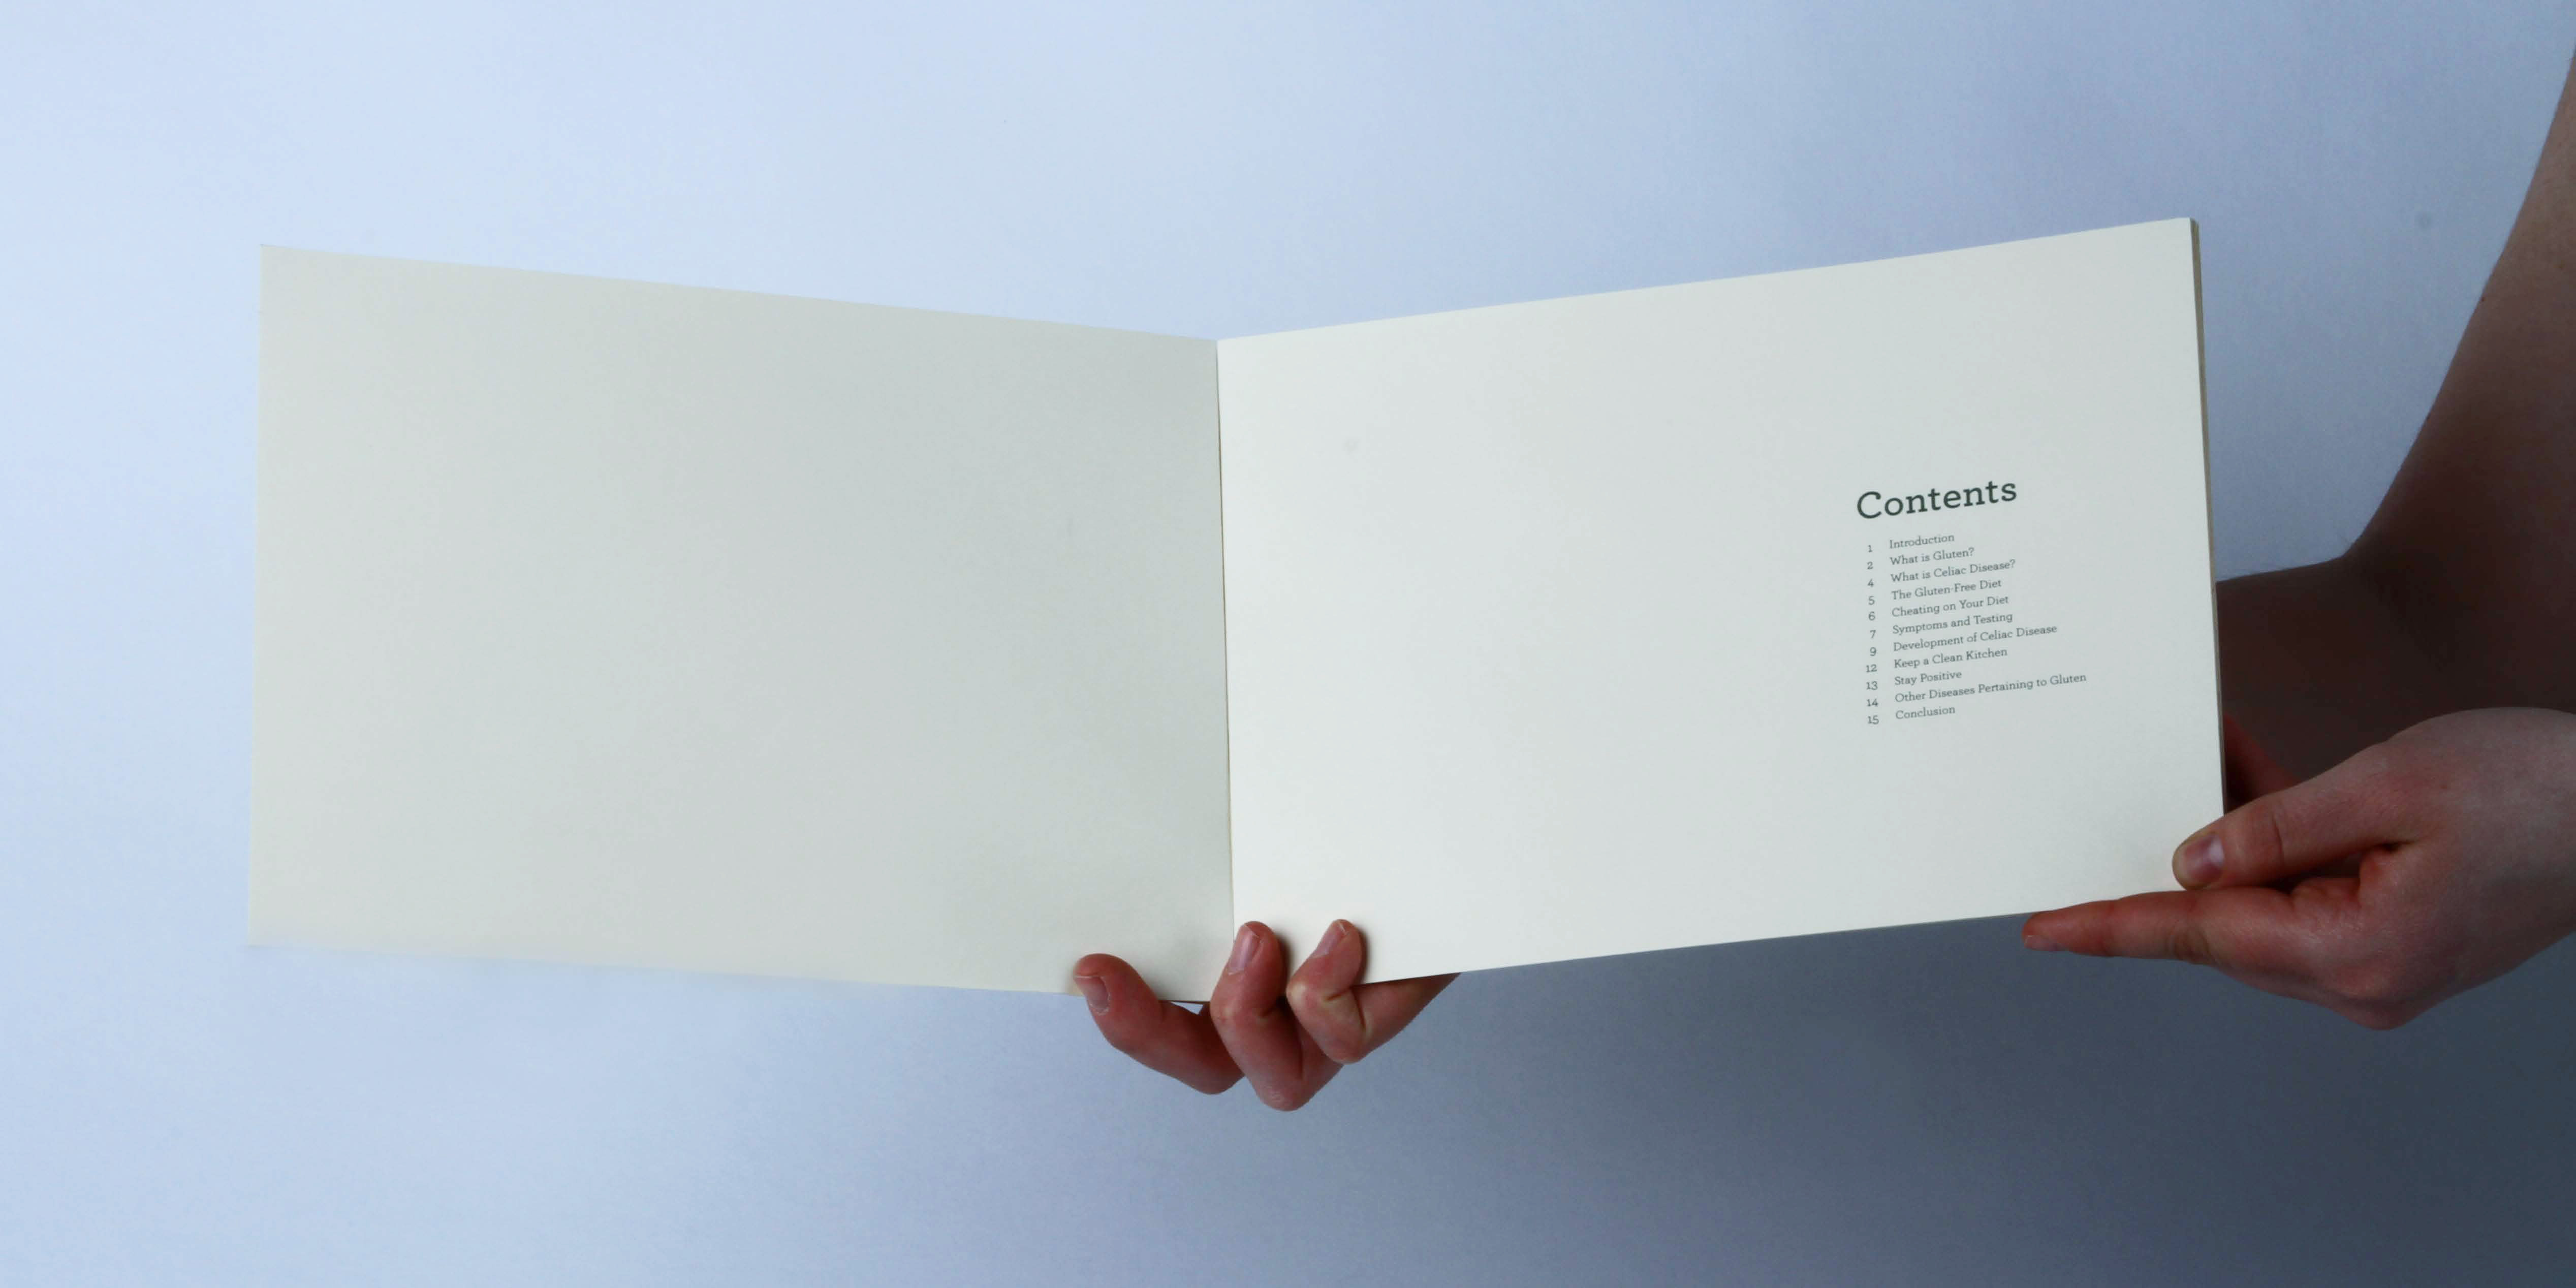 Contents
1 Introduction
2 What is Gluten?
4 What is Celiac Disease?
5 The Gluten-Free Diet
6 Cheating on Your Diet
7 Symptoms and Testing
9 Development of Celiac Disease
12 Keep a Clean Kitchen
13 Stay Positive
14 Other Diseases Pertaining to Gluten
15 Conclusion